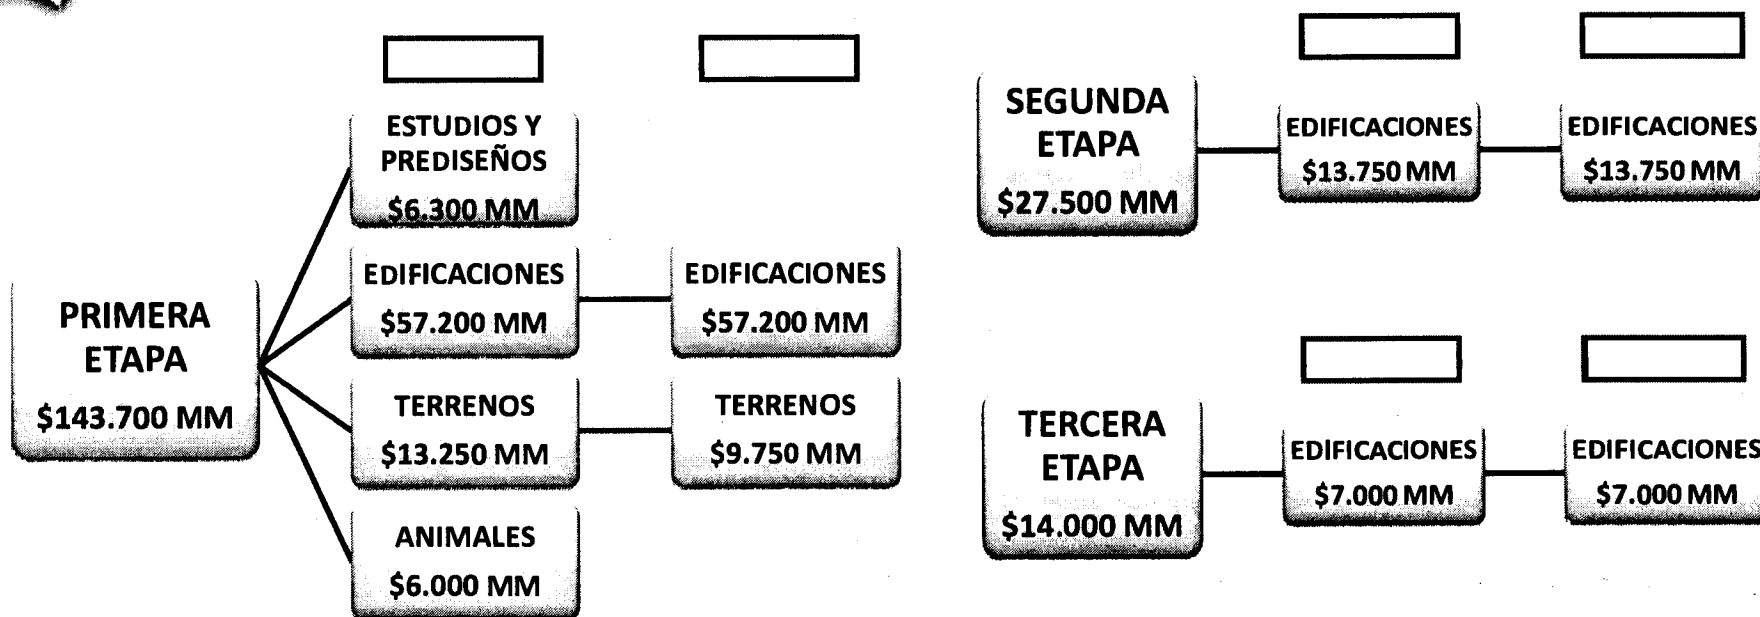 PRIMERA
ETAPA
$143.700 MM
ESTUDIOS Y
PREDISEÑOS
$6.300 MM
EDIFICACIONES
$57.200 MM
TERRENOS
$13.250 MM
ANIMALES
$6.000 MM
EDIFICACIONES
$57.200 MM
TERRENOS
$9.750 MM
SEGUNDA
ETAPA
$27.500 MM
EDIFICACIONES
$13.750 MM
EDIFICACIONES
$13.750 MM
TERCERA
ETAPA
$14.000 MM
EDIFICACIONES
$7.000 MM
EDIFICACIONES
$7.000 MM